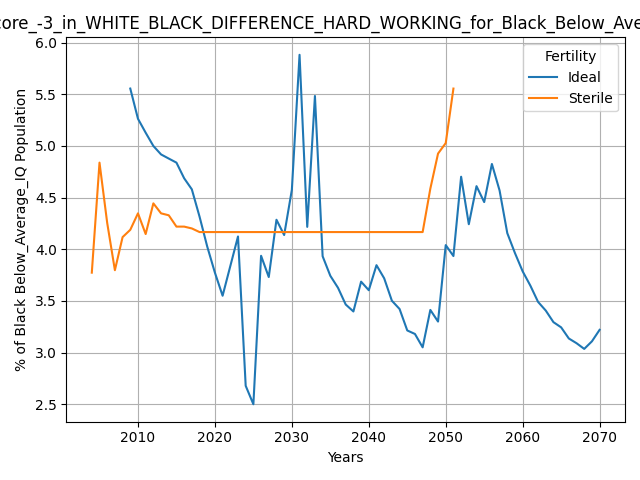 core_-3_in_WHITE_BLACK_DIFFERENCE_HARD_WORKING_for_Black_Below_Ave
Fertility
Ideal
Sterile
% of Black Below_Average_IQ Population
6.0
5.5
5.0
4.5
4.0
3.5
3.0
2.5
2010 2020 2030 2040 2050 2060 2070
Years